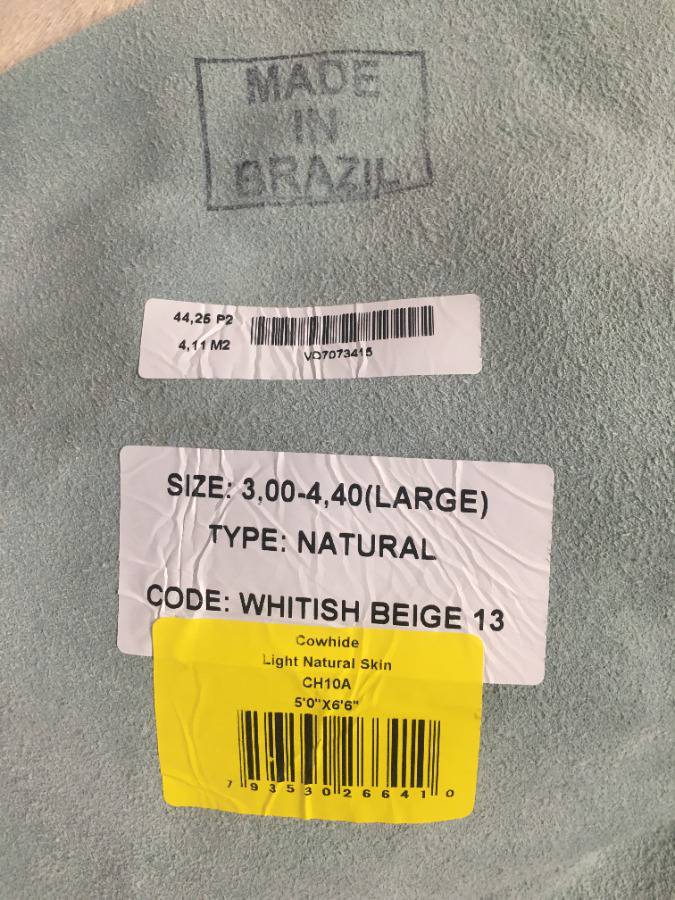 MADE
IN
BRAZIL
44,25 P2
4,11 M2
VO7073415
SIZE: 3,00-4,40(LARGE)
TYPE: NATURAL
CODE: WHITISH BEIGE 13
Cowhide
Light Natural Skin
CH10A
5'0"X6'6"
7 93530 26641 0